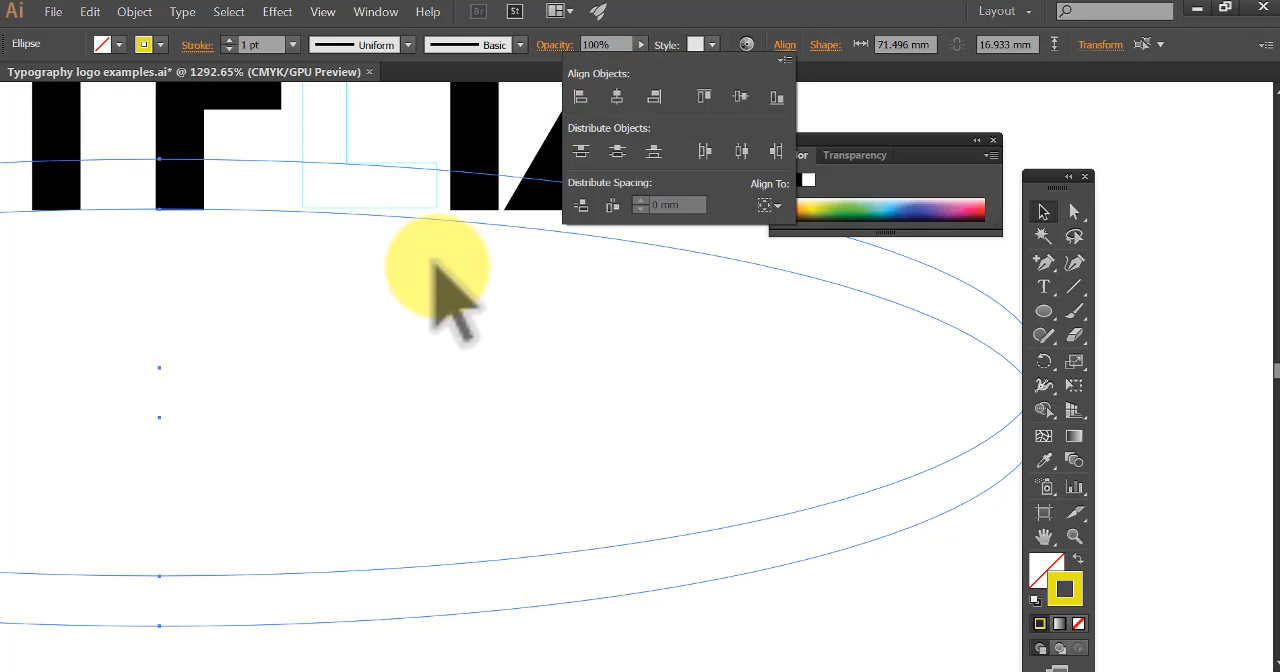 Ai File Edit Object Type Select Effect View Window Help Br St Layout
Ellipse Stroke: 1 pt Uniform Basic Opacity: 100% Style: Align Shape: 71.496 mm 16.933 mm Transform
Typography logo examples.ai* @ 1292.65% (CMYK/GPU Preview) ×
Align Objects:
Distribute Objects:
Distribute Spacing: Align To:
0 mm
lor Transparency
T